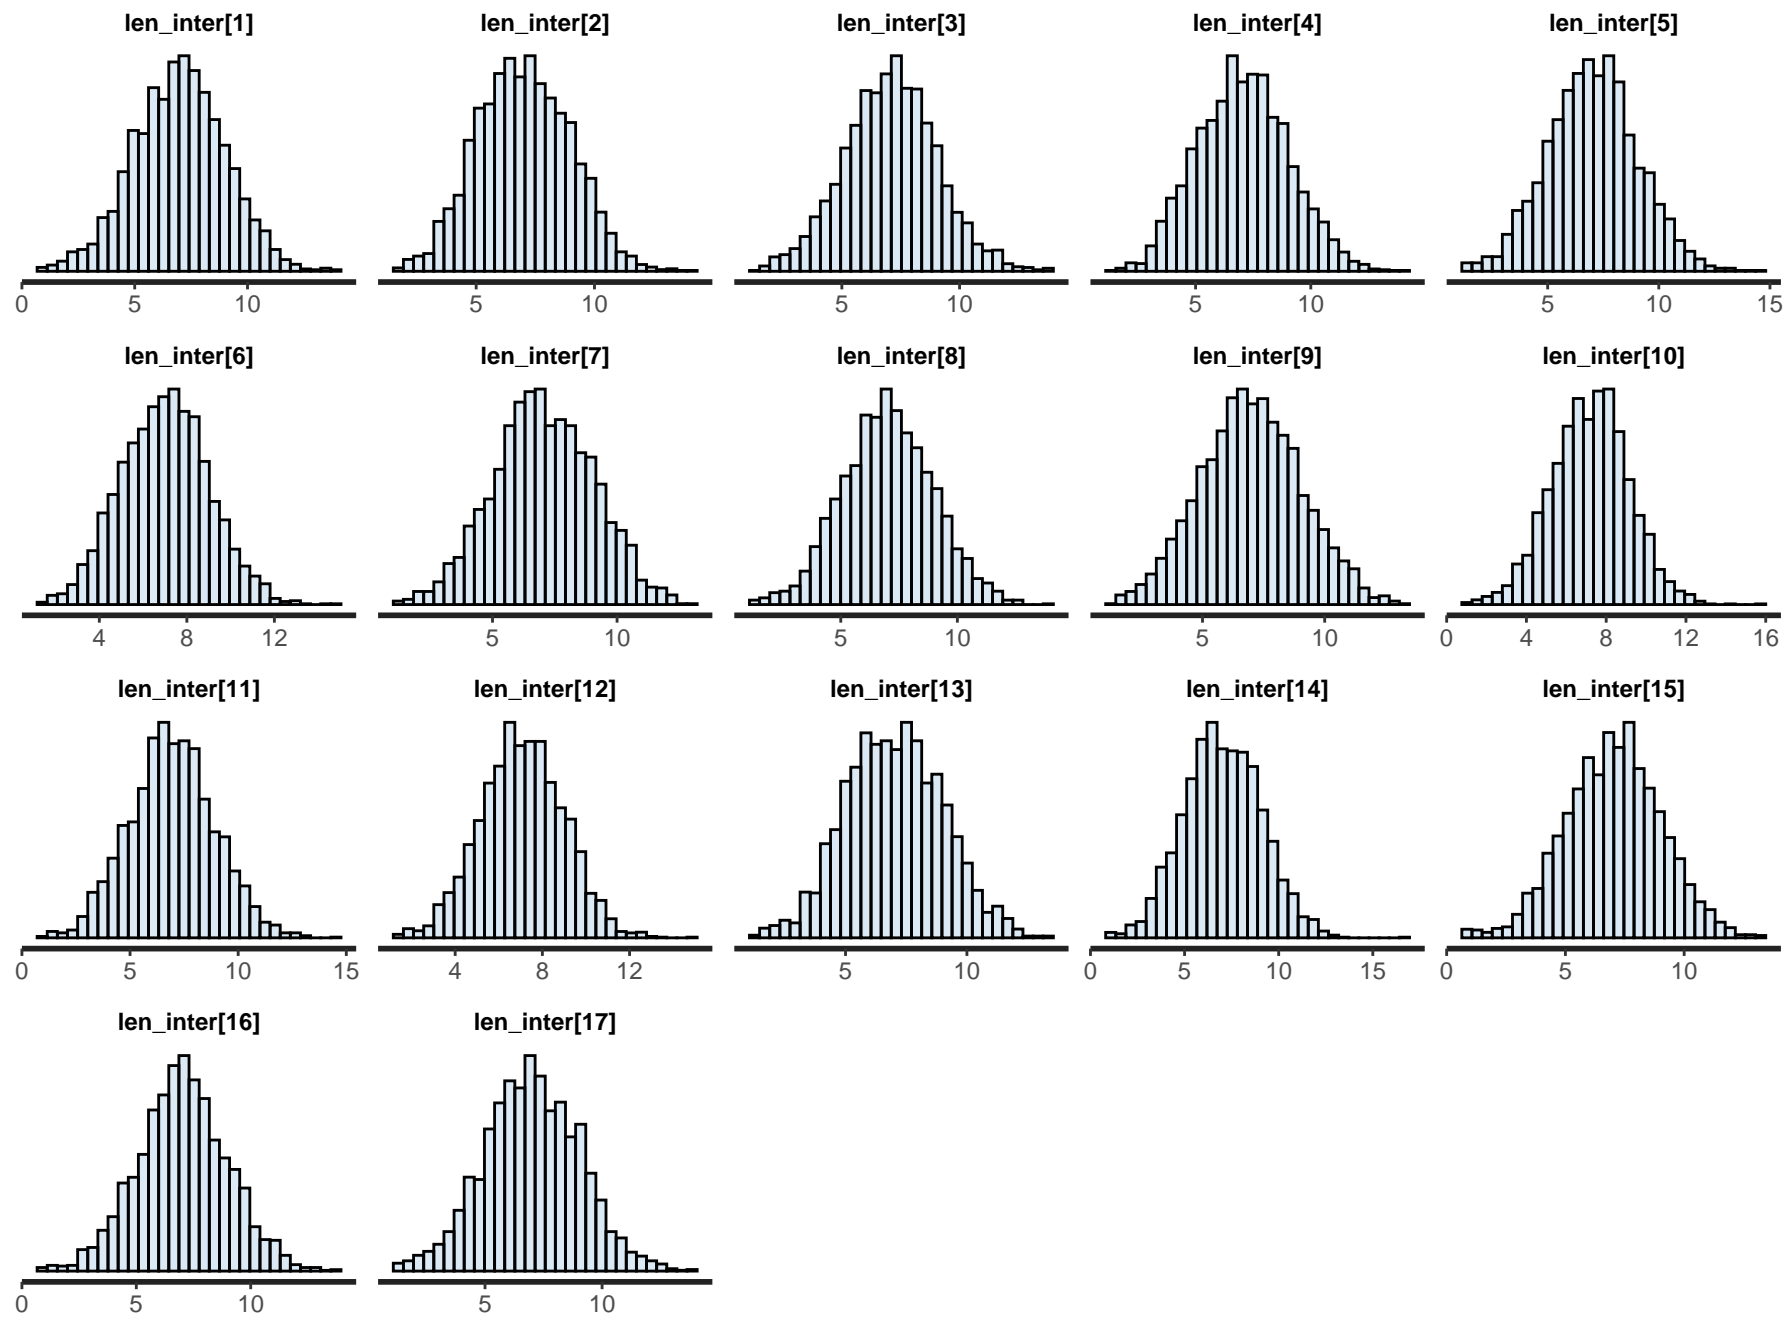 len_inter[1] len_inter[2] len_inter[3] len_inter[4] len_inter[5]
0 5 10 5 10 5 10 5 10 5 10 15
len_inter[6] len_inter[7] len_inter[8] len_inter[9] len_inter[10]
4 8 12 5 10 5 10 5 10 0 4 8 12 16
len_inter[11] len_inter[12] len_inter[13] len_inter[14] len_inter[15]
0 5 10 15 4 8 12 5 10 0 5 10 15 0 5 10
len_inter[16] len_inter[17]
0 5 10 5 10